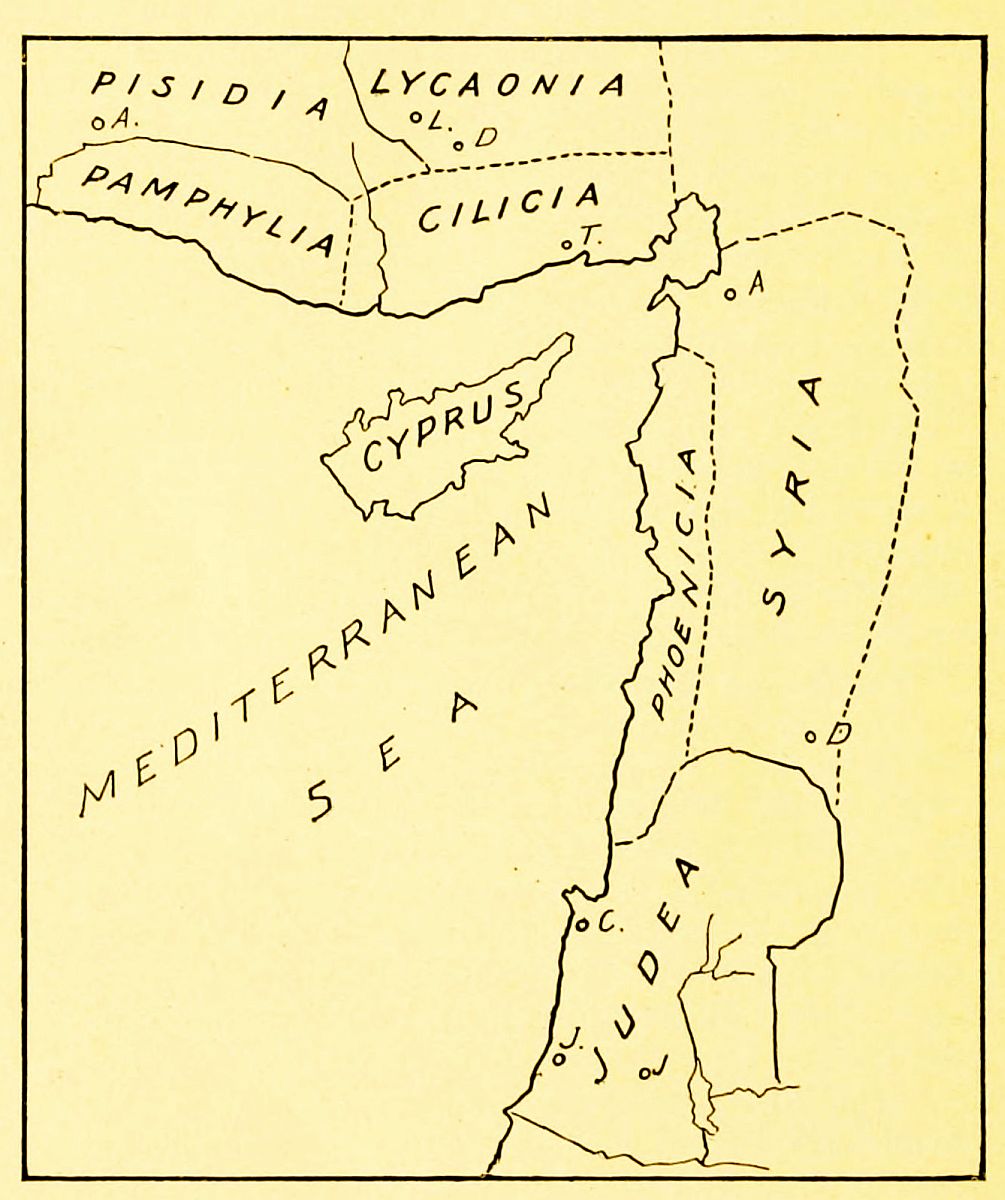 PISIDIA
LYCAONIA
A.
L.
D
PAMPHYLIA
CILICIA
T.
A
CYPRUS
SYRIA
PHOENICIA
MEDITERRANEAN
SEA
D
JUDEA
C.
J.
J